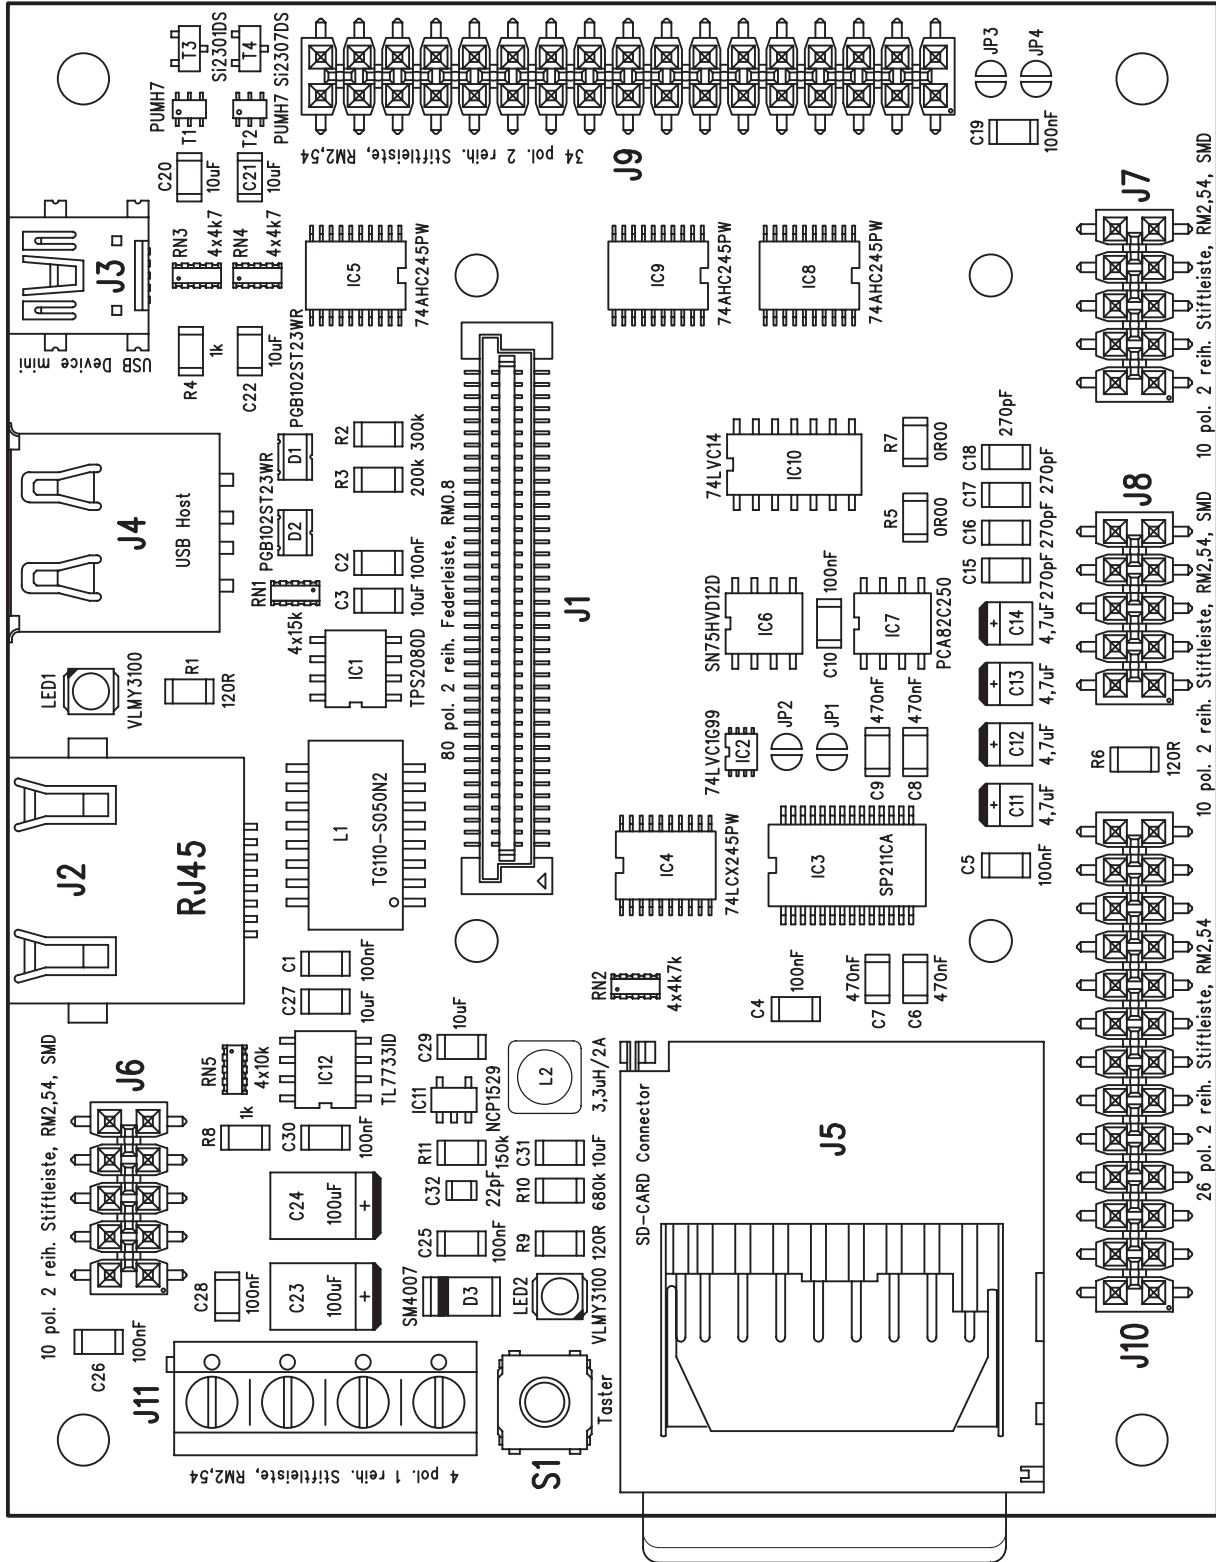 T3
Si2301DS
T4
Si2307DS
PUMH7
T1
T2
PUMH7
C20
10uF
C21
10uF
34 pol. 2 reih. Stiftleiste, RM2,54
J9
JP3
JP4
C19
100nF
J7
10 pol. 2 reih. Stiftleiste, RM2,54, SMD
J3
USB Device mini
RN3
4x4k7
RN4
4x4k7
R4
1k
C22
10uF
IC5
74AHC245PW
IC9
74AHC245PW
IC8
74AHC245PW
PGB102ST23WR
D1
PGB102ST23WR
D2
R2
300k
R3
200k
C2
100nF
C3
10uF
RN1
4x15k
J4
USB Host
IC1
TPS2080D
LED1
VLMY3100
R1
120R
80 pol. 2 reih. Federleiste, RM0.8
J1
74LVC14
IC10
R7
0R00
R5
0R00
270pF
C18
C17
270pF
C16
270pF
C15
270pF
J8
10 pol. 2 reih. Stiftleiste, RM2,54, SMD
SN75HVD12D
IC6
100nF
C10
IC7
PCA82C250
C14
4,7uF
C13
4,7uF
C12
4,7uF
C11
4,7uF
74LVC1G99
IC2
JP2
JP1
470nF
C9
470nF
C8
R6
120R
J2
RJ45
L1
TG110-S050N2
IC4
74LCX245PW
IC3
SP211CA
C5
100nF
C1
100nF
C27
10uF
RN2
4x4k7k
C4
100nF
470nF
C7
470nF
C6
26 pol. 2 reih. Stiftleiste, RM2,54
J10
10 pol. 2 reih. Stiftleiste, RM2,54, SMD
J6
RN5
4x10k
IC12
TL7733ID
C29
10uF
IC11
NCP1529
L2
3,3uH/2A
R8
1k
C30
100nF
R11
150k
C31
10uF
C32
22pF
R10
680k
C24
100uF
C25
100nF
R9
120R
C28
100nF
C23
100uF
SM4007
D3
LED2
VLMY3100
C26
100nF
J11
4 pol. 1 reih. Stiftleiste, RM2,54
S1
Taster
SD-CARD Connector
J5